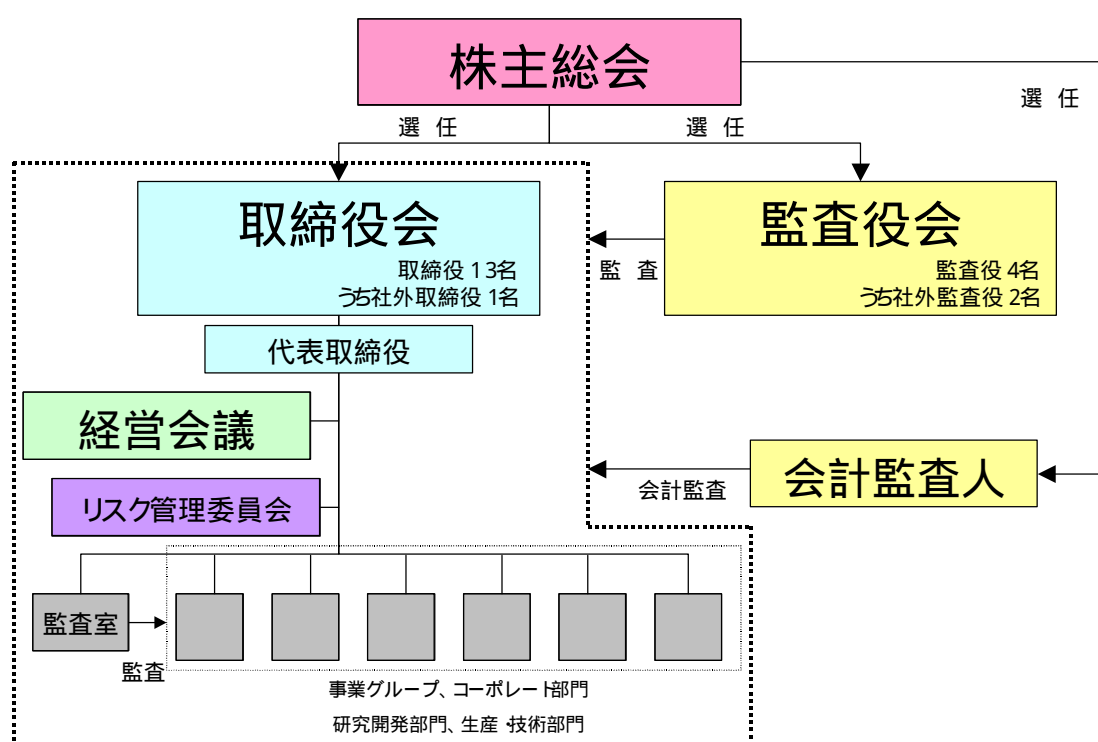 株主総会
選 任
選 任
選 任
取締役会
取締役 13名
うち社外取締役 1名
監査役会
監査役 4名
うち社外監査役 2名
監 査
代表取締役
経営会議
会計監査人
会計監査
リスク管理委員会
監査室
監査
事業グループ、コーポレート部門
研究開発部門、生産・技術部門